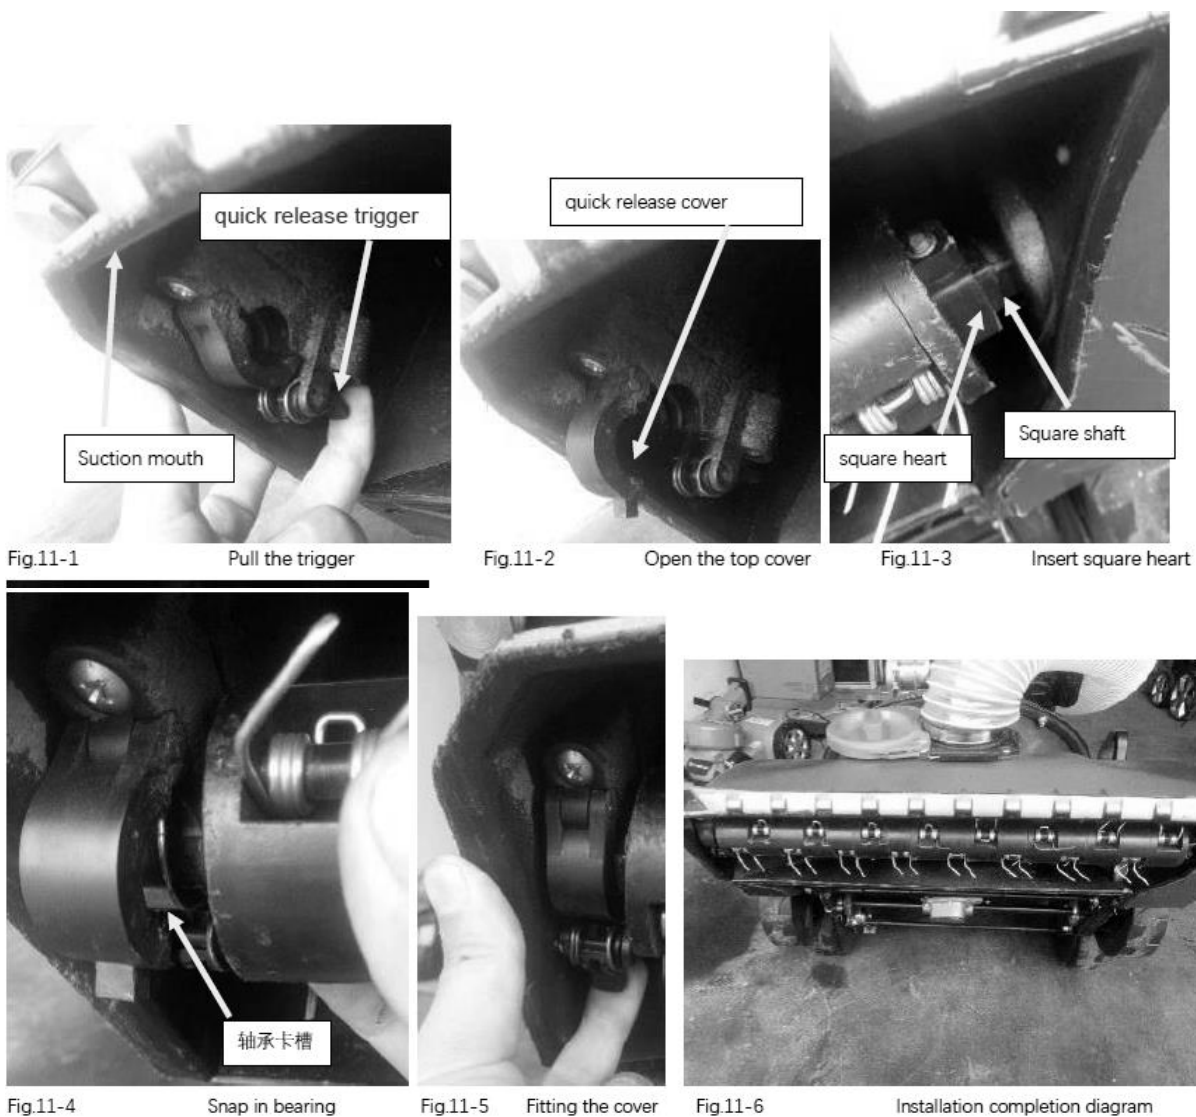 quick release trigger
Suction mouth
Fig.11-1 Pull the trigger
quick release cover
Fig.11-2 Open the top cover
square heart
Square shaft
Fig.11-3 Insert square heart
轴承卡槽
Fig.11-4 Snap in bearing
Fig.11-5 Fitting the cover
Fig.11-6 Installation completion diagram